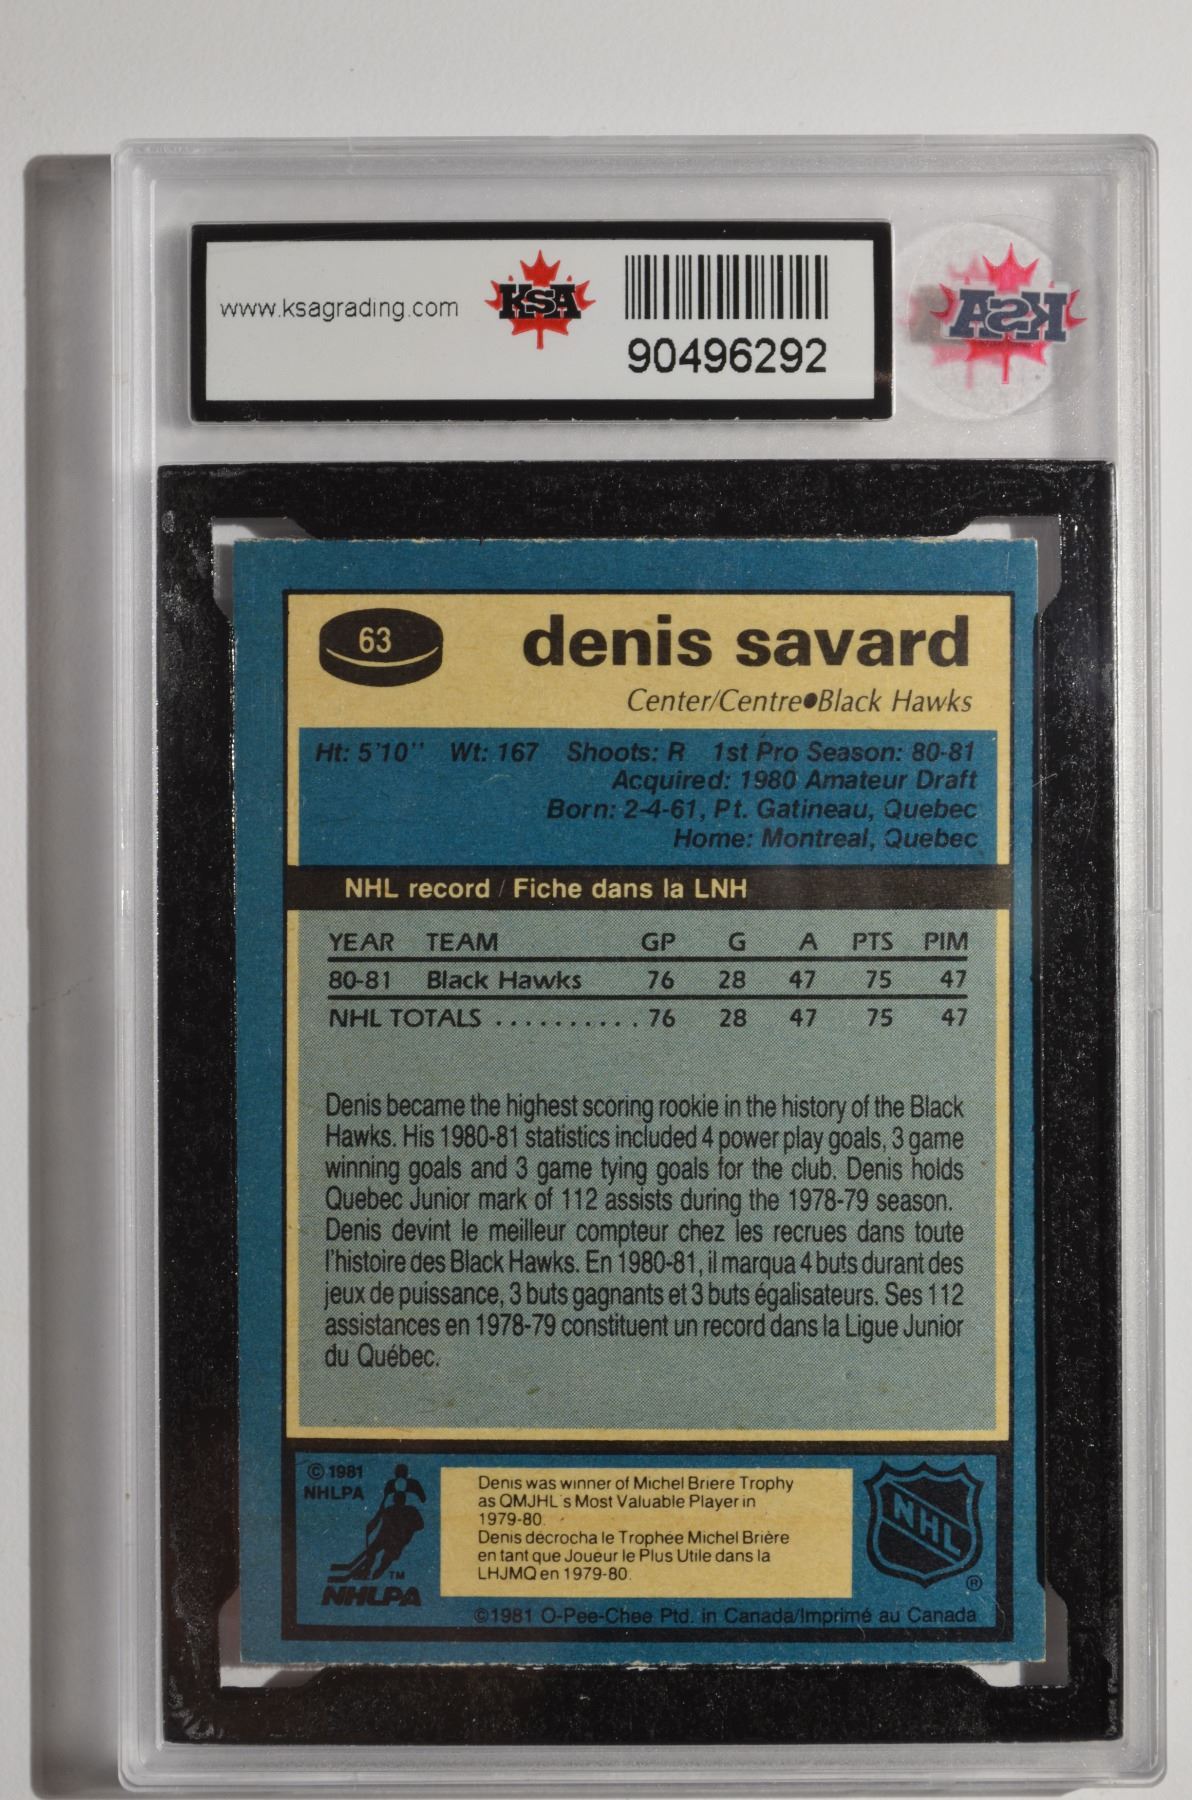 www.ksagrading.com
KSA
90496292
KSA
63
denis savard
Center/Centre●Black Hawks
Ht: 5'10'' Wt: 167 Shoots: R 1st Pro Season: 80-81
Acquired: 1980 Amateur Draft
Born: 2-4-61, Pt. Gatineau, Quebec
Home: Montreal, Quebec
NHL record / Fiche dans la LNH
YEAR TEAM GP G A PTS PIM
80-81 Black Hawks 76 28 47 75 47
NHL TOTALS ........... 76 28 47 75 47
Denis became the highest scoring rookie in the history of the Black
Hawks. His 1980-81 statistics included 4 power play goals, 3 game
winning goals and 3 game tying goals for the club. Denis holds
Quebec Junior mark of 112 assists during the 1978-79 season.
Denis devint le meilleur compteur chez les recrues dans toute
l'histoire des Black Hawks. En 1980-81, il marqua 4 buts durant des
jeux de puissance, 3 buts gagnants et 3 buts égalisateurs. Ses 112
assistances en 1978-79 constituent un record dans la Ligue Junior
du Québec.
© 1981
NHLPA
TM
NHLPA
Denis was winner of Michel Briere Trophy
as QMJHL's Most Valuable Player in
1979-80.
Denis décrocha le Trophée Michel Brière
en tant que Joueur le Plus Utile dans la
LHJMQ en 1979-80.
NHL
®
©1981 O-Pee-Chee Ptd. in Canada/Imprimé au Canada